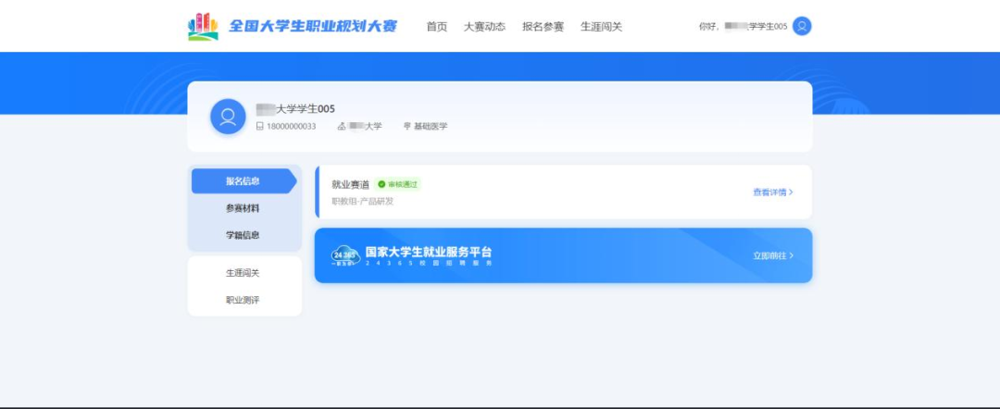 全国大学生职业规划大赛
首页 大赛动态 报名参赛 生涯闯关
你好, 学学生005
大学学生005
18000000033 大学 基础医学
报名信息
参赛材料
学籍信息
生涯闯关
职业测评
就业赛道 审核通过
职教组-产品研发
查看详情 >
24 365
国家大学生就业服务平台
24365校园招聘服务
立即前往 >